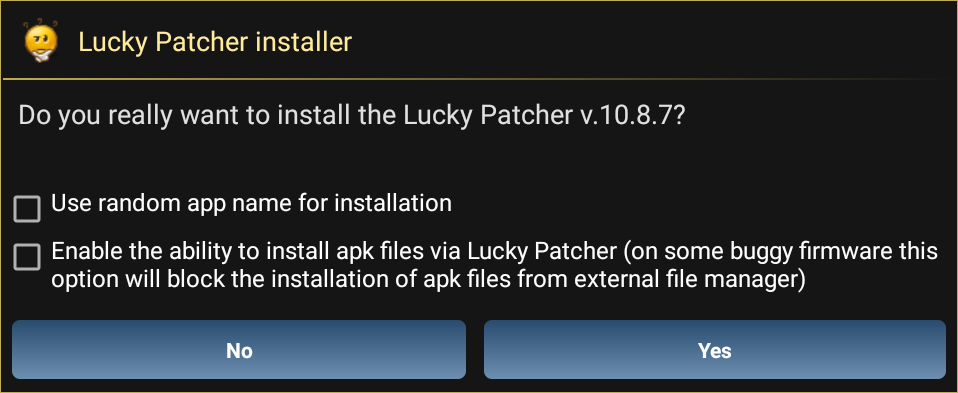 Lucky Patcher installer
Do you really want to install the Lucky Patcher v.10.8.7?
Use random app name for installation
Enable the ability to install apk files via Lucky Patcher (on some buggy firmware this
option will block the installation of apk files from external file manager)
No
Yes